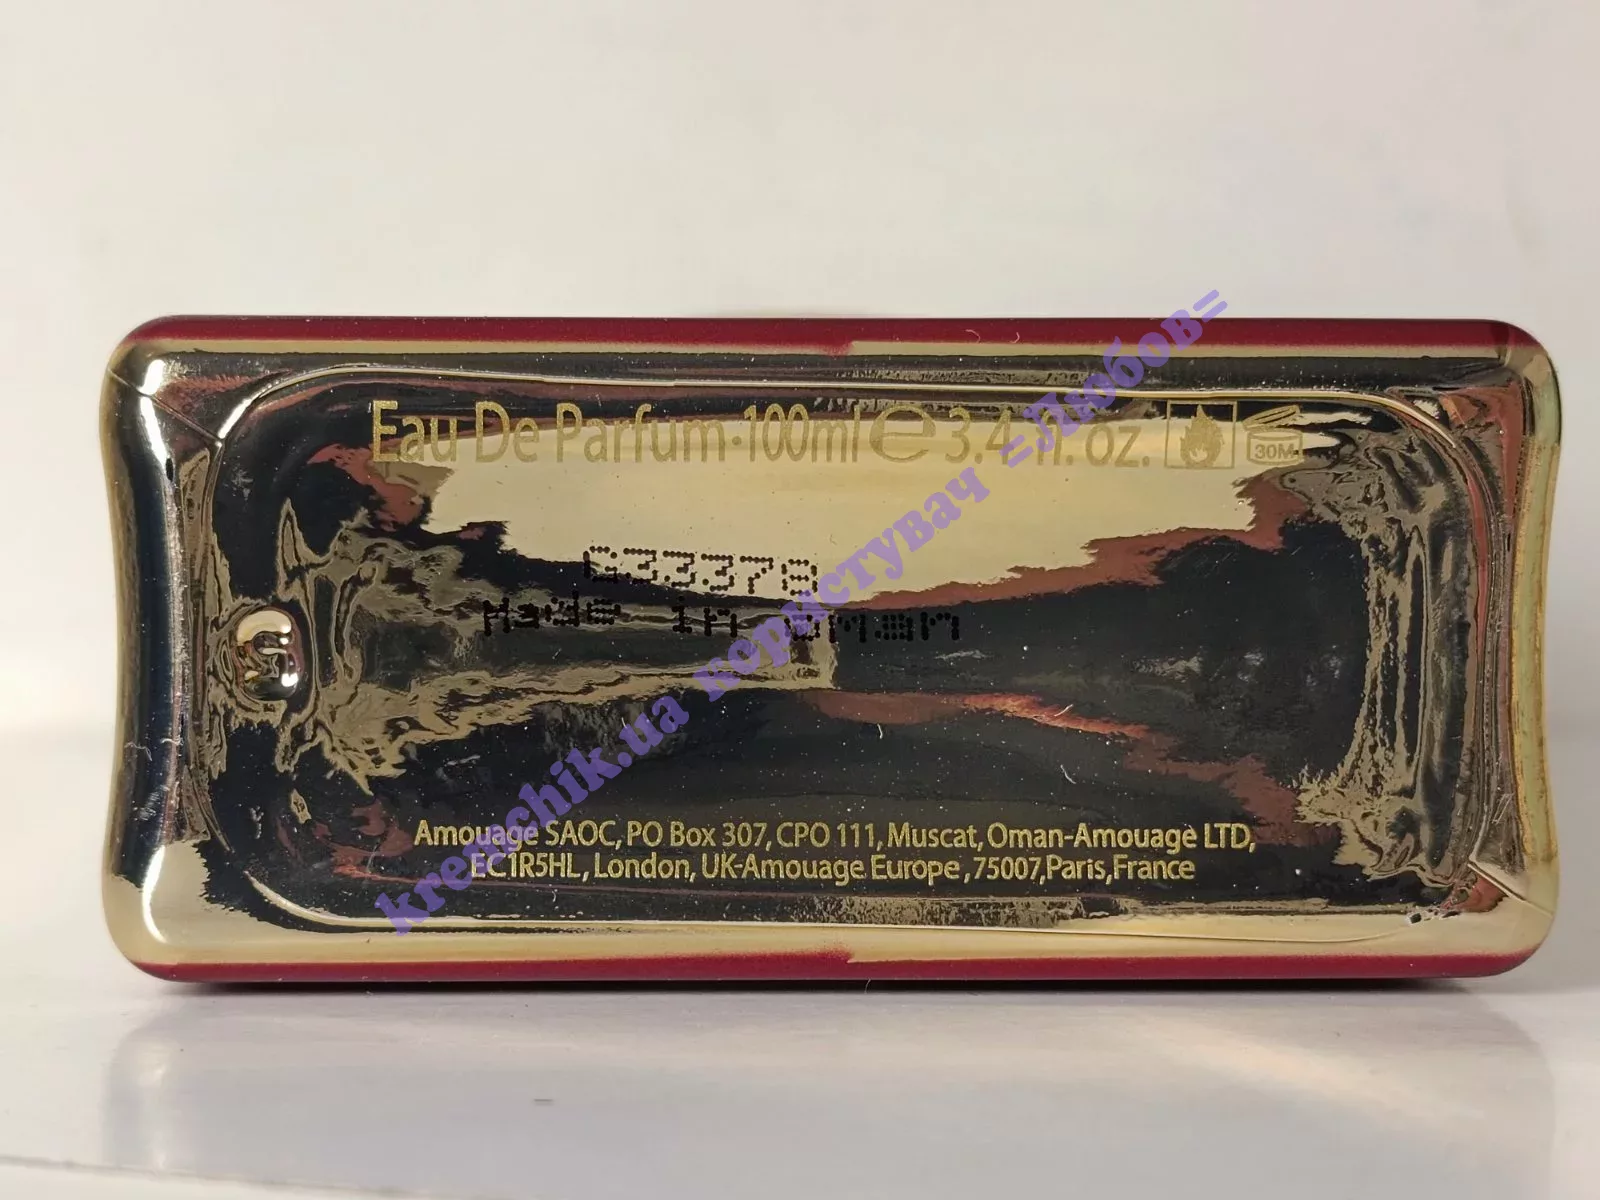 Eau De Parfum·100ml ℮ 3.4 fl. oz.
30M
G33378
Made in Oman
kremchik.ua користувач =Любов=
Amouage SAOC, PO Box 307, CPO 111, Muscat, Oman-Amouage LTD,
EC1R5HL, London, UK-Amouage Europe ,75007,Paris,France